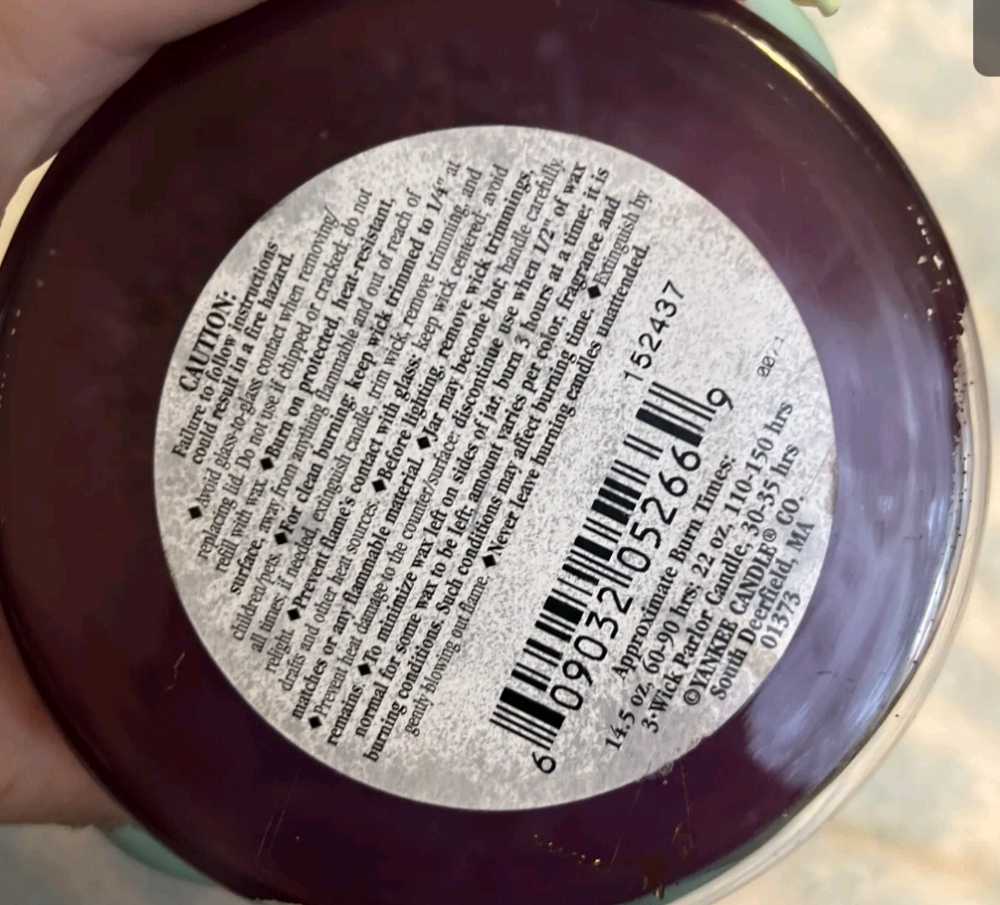 CAUTION:
Failure to follow instructions
could result in a fire hazard.
◆Avoid glass-to-glass contact when removing/
replacing lid. Do not use if chipped or cracked; do not
refill with wax. ◆Burn on protected, heat-resistant,
surface, away from anything flammable and out of reach of
children/pets. ◆For clean burning: keep wick trimmed to 1/4" at
all times; if needed, extinguish candle, trim wick, remove trimming, and
relight. ◆Prevent flame's contact with glass: keep wick centered; avoid
drafts and other heat sources. ◆Before lighting, remove wick trimmings,
matches or any flammable material. ◆Jar may become hot; handle carefully.
◆Prevent heat damage to the counter/surface: discontinue use when 1/2" of wax
remains. ◆To minimize wax left on sides of jar, burn 3 hours at a time; it is
normal for some wax to be left; amount varies per color, fragrance and
burning conditions. Such conditions may affect burning time. ◆Extinguish by
gently blowing out flame. ◆Never leave burning candles unattended.
152437
6 09032 05266 9
Approximate Burn Times:
14.5 oz. 60-90 hrs, 22 oz. 110-150 hrs
3-Wick Parlor Candle, 30-35 hrs
©YANKEE CANDLE® CO.
South Deerfield, MA
01373